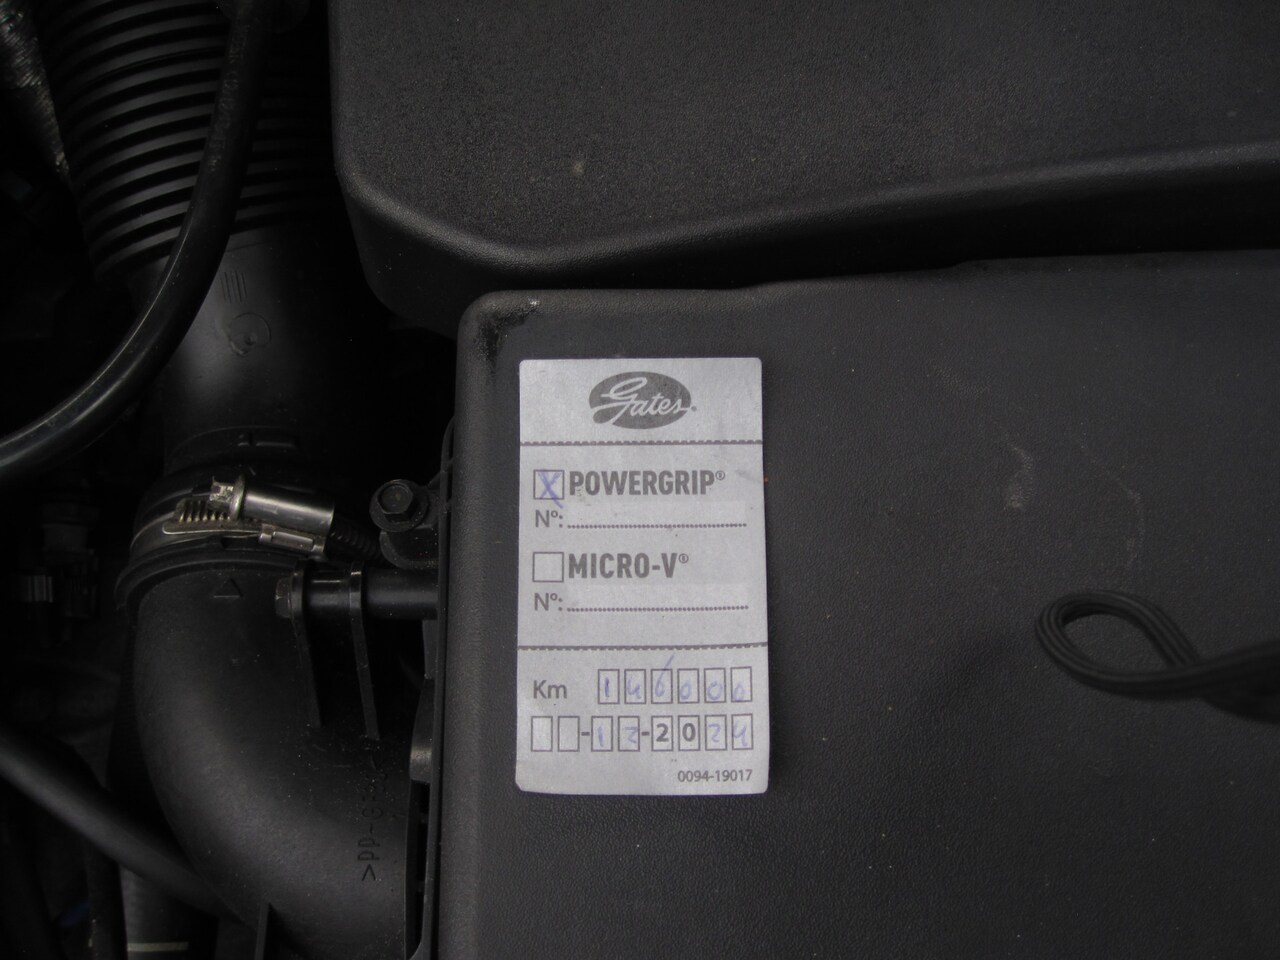 Gates
X POWERGRIP®
Nº:
MICRO-V®
Nº:
Km 146000
-12-2024
0094-19017